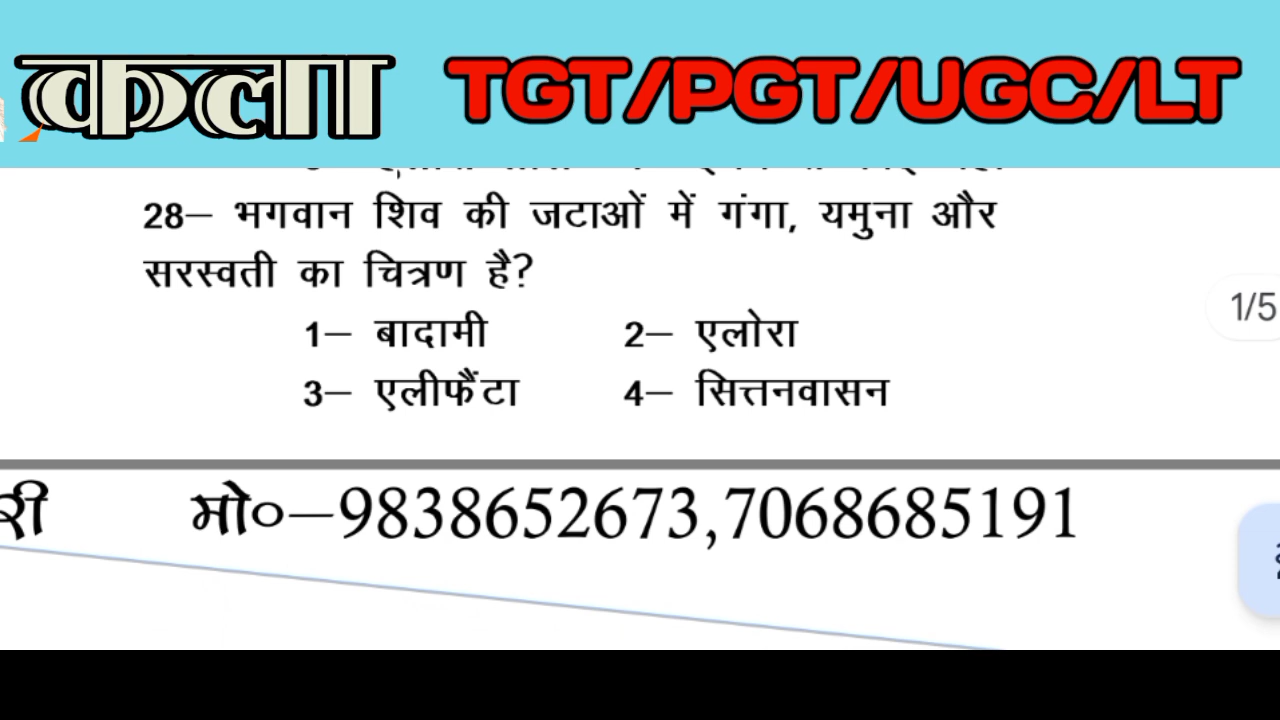 कला TGT/PGT/UGC/LT
28— भगवान शिव की जटाओं में गंगा, यमुना और
सरस्वती का चित्रण है?
1— बादामी 2— एलोरा
3— एलीफैंटा 4— सित्तनवासन
1/5
री मो०—9838652673,7068685191